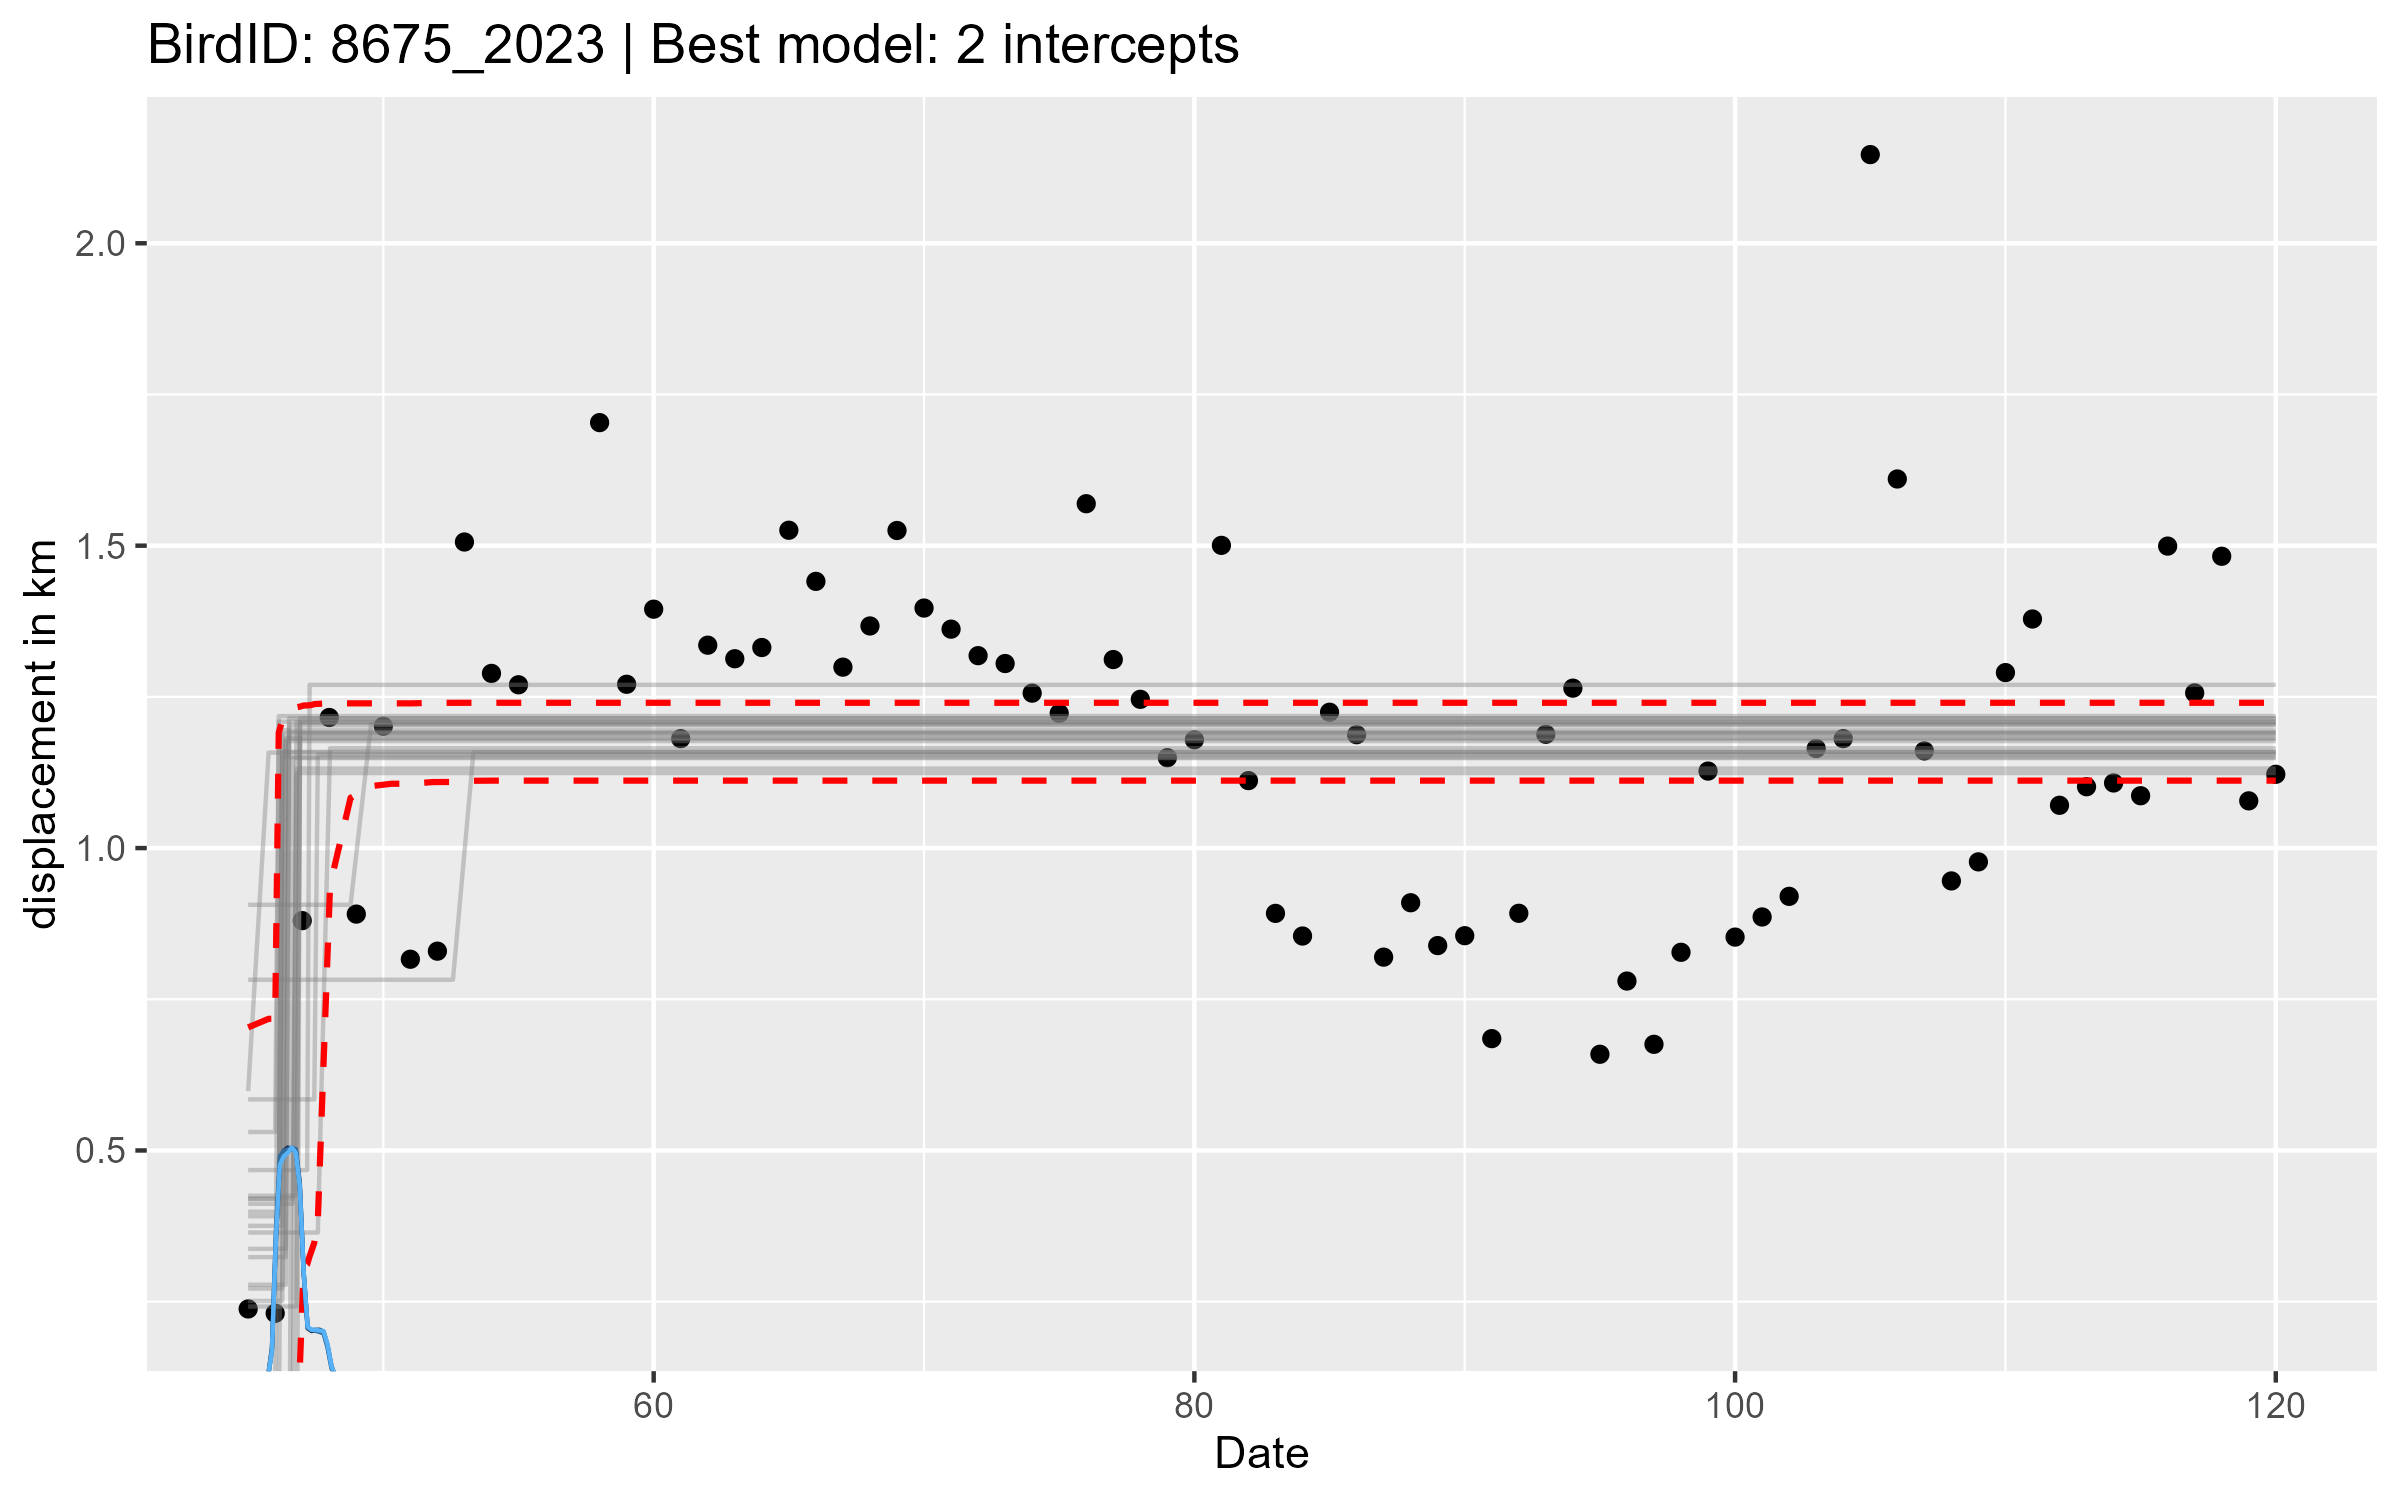 BirdID: 8675_2023 | Best model: 2 intercepts
displacement in km
2.0
1.5
1.0
0.5
60
80
100
120
Date